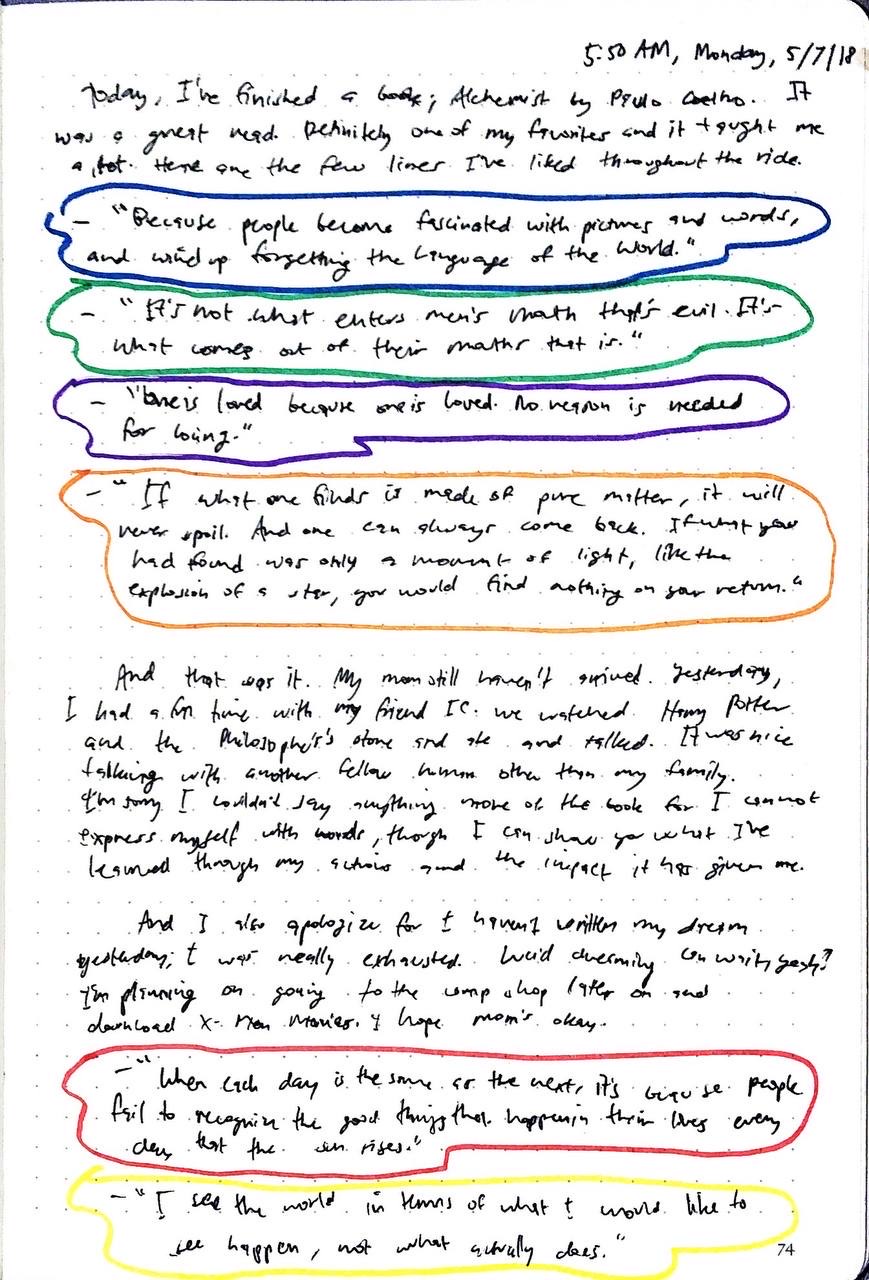 5:50 AM, Monday, 5/7/18
Today, I've finished a book; Alchemist by Paulo Coelho. It
was a great read. Definitely one of my favorites and it taught me
a lot. Here are the few lines I've liked throughout the ride.
- "Because people become fascinated with pictures and words,
and wind up forgetting the Language of the World."
- "It's not what enters men's mouth that's evil. It's
what comes out of their mouths that is."
- "One is loved because one is loved. No reason is needed
for loving."
- "If what one finds is made of pure matter, it will
never spoil. And one can always come back. If what you
had found was only a moment of light, like the
explosion of a star, you would find nothing on your return."
And that was it. My mom still haven't arrived. Yesterday,
I had a fun time with my friend IC. We watched Harry Potter
and the Philosopher's stone and ate and talked. It was nice
talking with another fellow human other than my family.
I'm sorry I couldn't say anything more of the book for I cannot
express myself with words, though I can show you what I've
learned through my actions and the impact it has given me.
And I also apologize for I haven't written my dream
yesterday; I was really exhausted. Lucid dreaming can wait, yeah?
I'm planning on going to the comp shop later on and
download X-Men Movies. I hope mom's okay.
- "When each day is the same as the next, it's because people
fail to recognize the good things that happen in their lives every
day that the sun rises."
- "I see the world in terms of what I would like to
see happen, not what actually does."
74